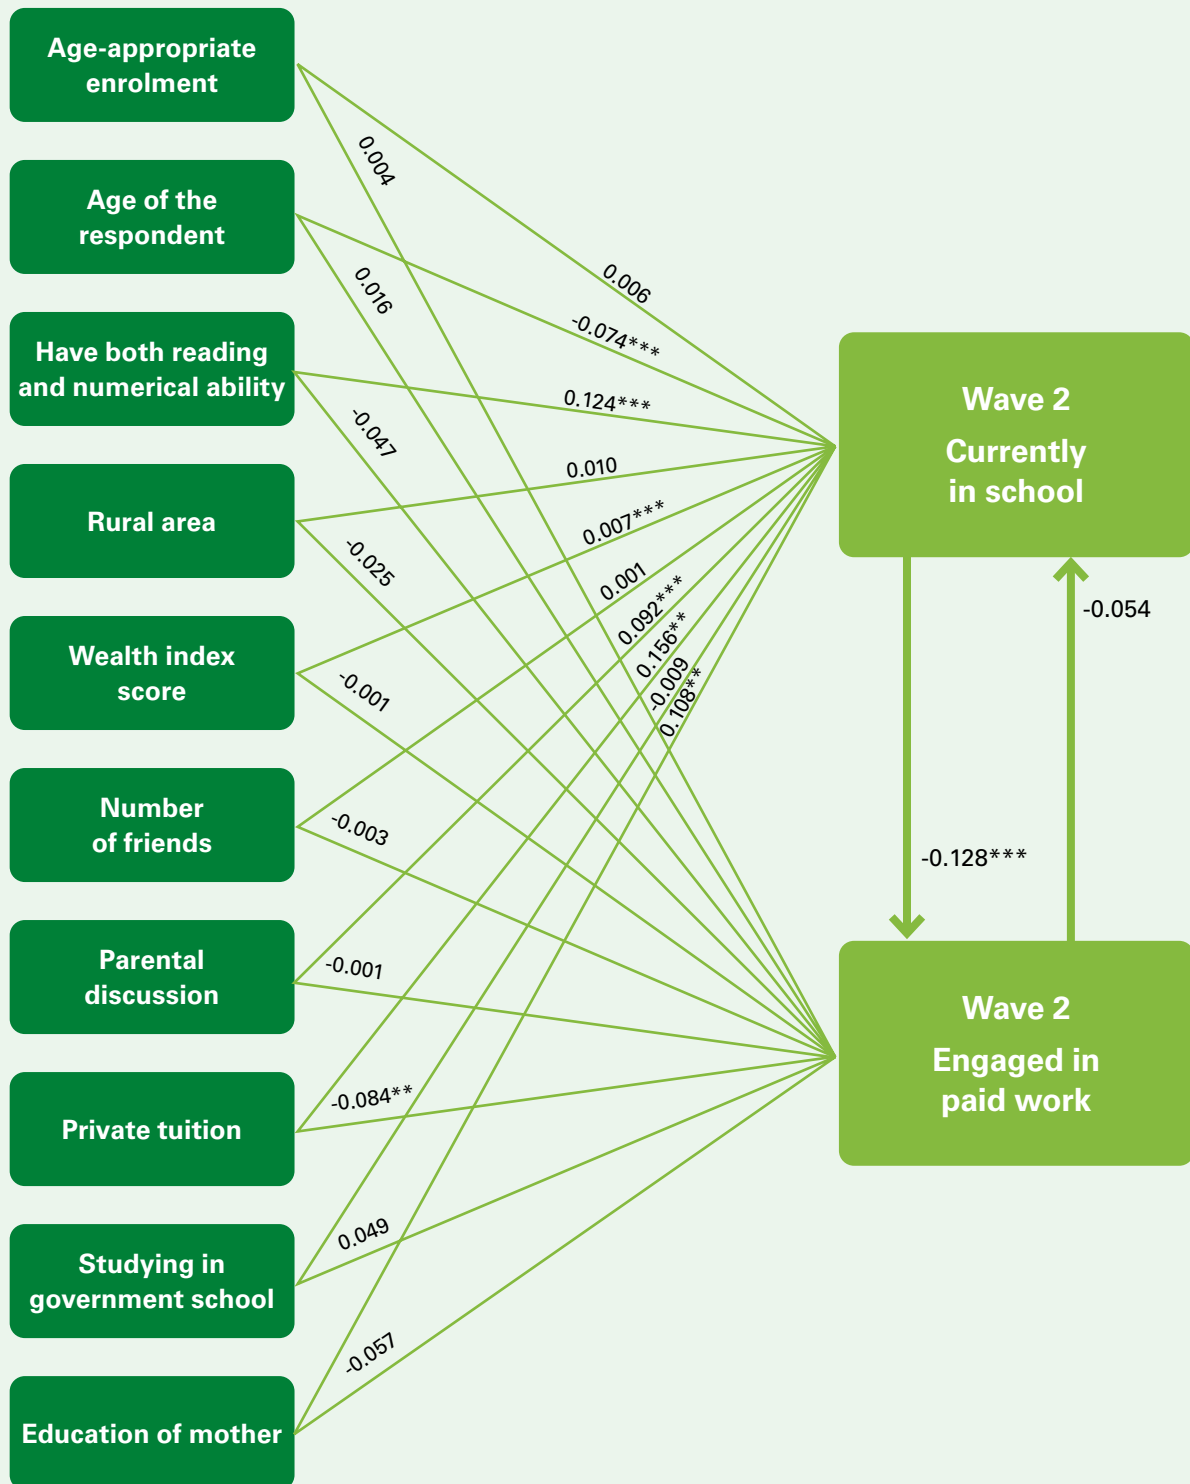 Age-appropriate
enrolment
Age of the
respondent
Have both reading
and numerical ability
Rural area
Wealth index
score
Number
of friends
Parental
discussion
Private tuition
Studying in
government school
Education of mother
0.004
0.016
-0.047
-0.025
-0.001
-0.003
-0.001
-0.084**
0.049
-0.057
0.006
-0.074***
0.124***
0.010
0.007***
0.001
0.092***
0.156**
-0.009
0.108**
Wave 2
Currently
in school
-0.054
-0.128***
Wave 2
Engaged in
paid work